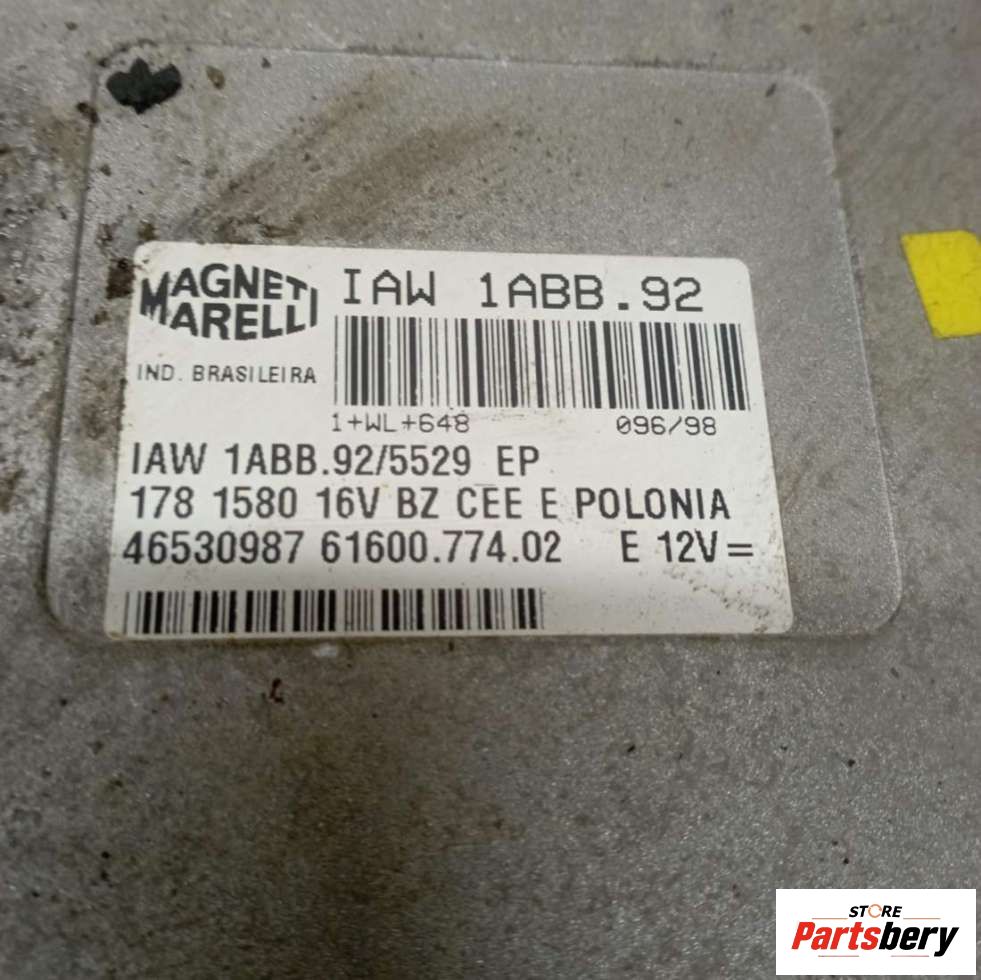 MAGNETI MARELLI
IAW 1ABB.92
IND. BRASILEIRA
1+WL+648 096/98
IAW 1ABB.92/5529 EP
178 1580 16V BZ CEE E POLONIA
46530987 61600.774.02 E 12V=
STORE
Partsbery